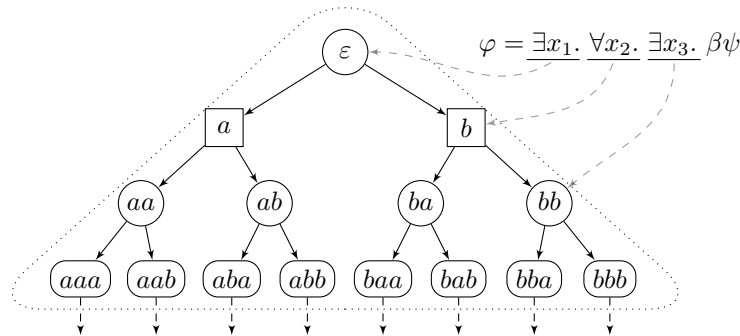 ε
φ = ∃x₁. ∀x₂. ∃x₃. βψ
a b
aa ab ba bb
aaa aab aba abb baa bab bba bbb